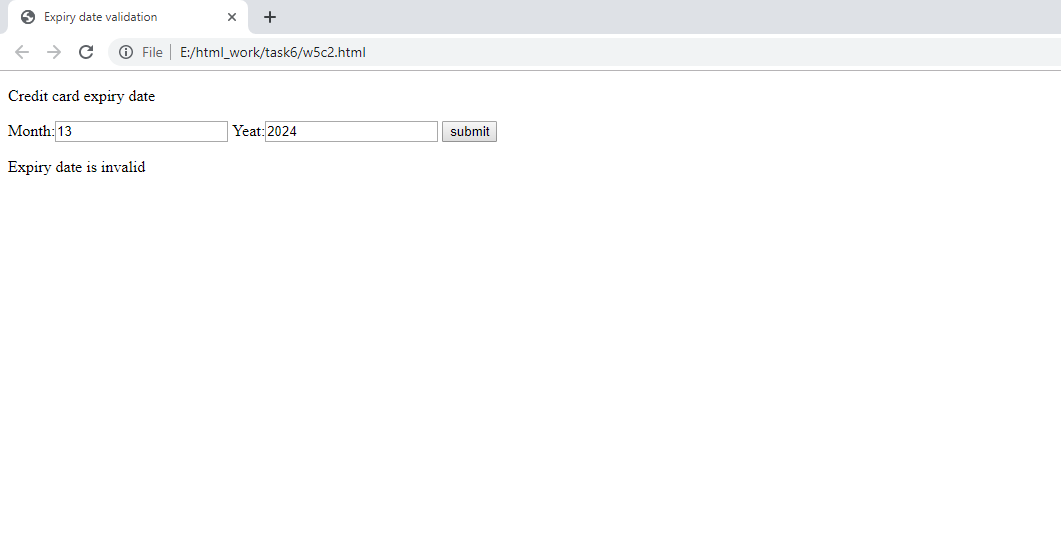 Expiry date validation
File E:/html_work/task6/w5c2.html
Credit card expiry date
Month:13 Yeat:2024 submit
Expiry date is invalid